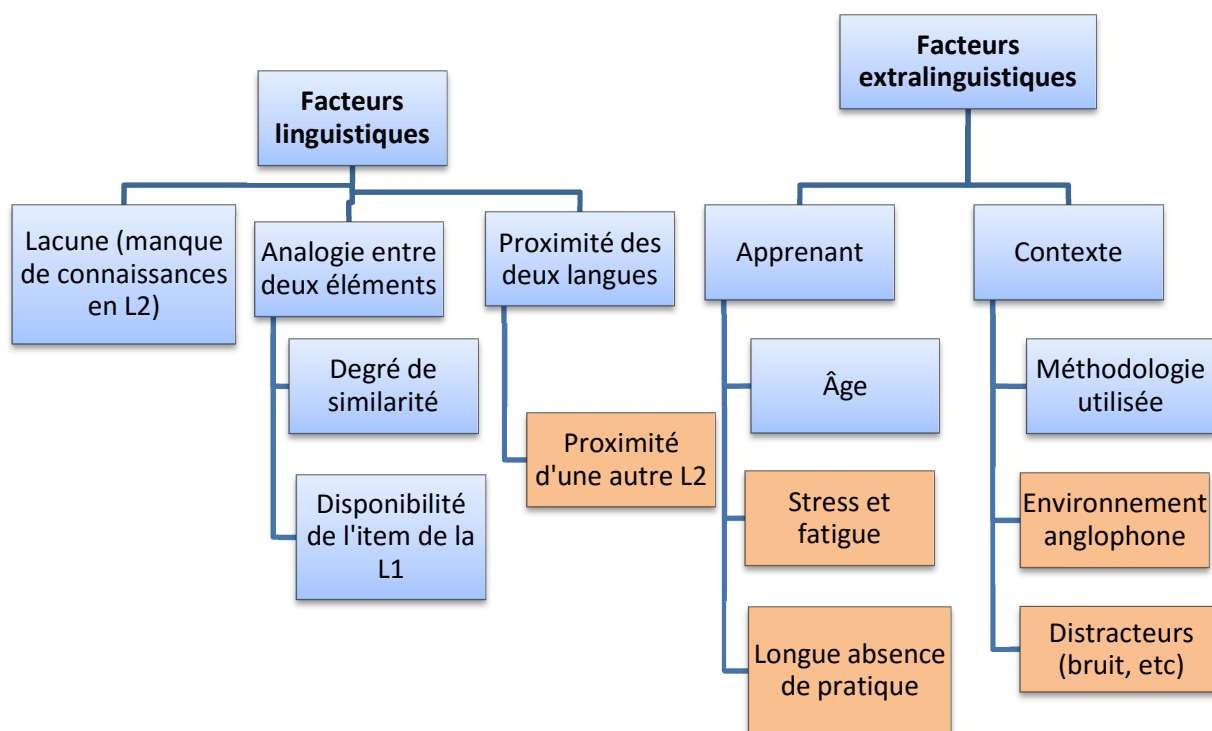 Facteurs
linguistiques
Lacune (manque
de connaissances
en L2)
Analogie entre
deux éléments
Degré de
similarité
Disponibilité
de l'item de la
L1
Proximité des
deux langues
Proximité
d'une autre L2
Facteurs
extralinguistiques
Apprenant
Âge
Stress et
fatigue
Longue absence
de pratique
Contexte
Méthodologie
utilisée
Environnement
anglophone
Distracteurs
(bruit, etc)